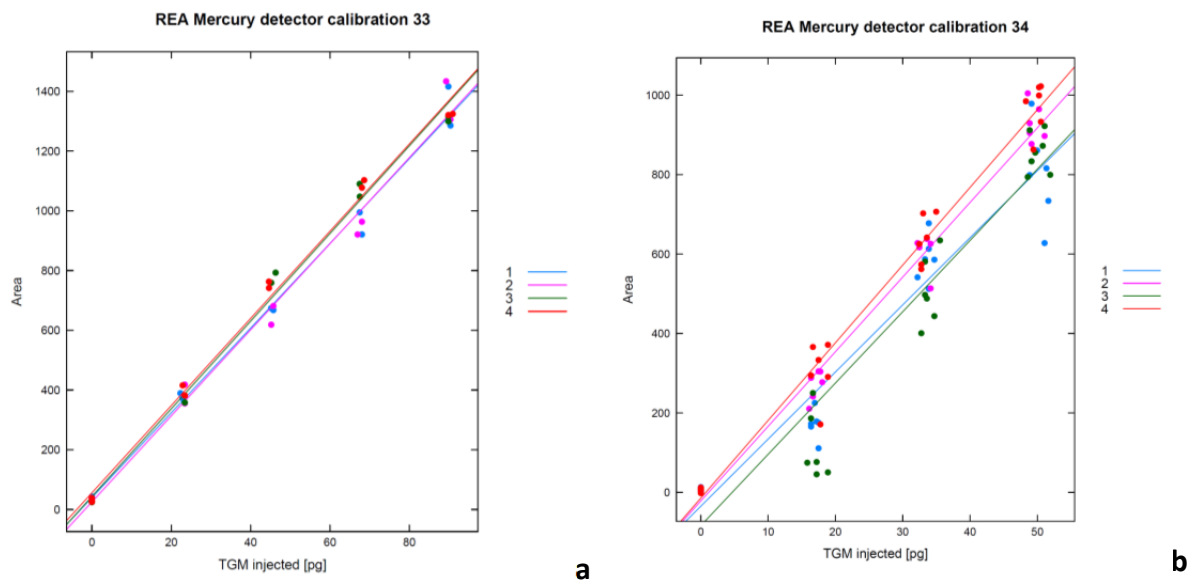 REA Mercury detector calibration 33
1400
1200
1000
800
600
400
200
0
Area
0 20 40 60 80
TGM injected [pg]
1
2
3
4
a
REA Mercury detector calibration 34
1000
800
600
400
200
0
Area
0 10 20 30 40 50
TGM injected [pg]
1
2
3
4
b